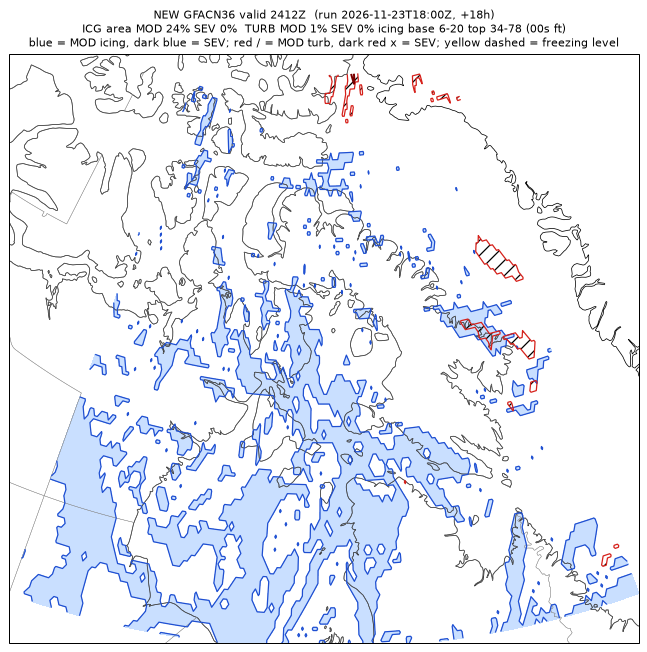 NEW GFACN36 valid 2412Z (run 2026-11-23T18:00Z, +18h)
ICG area MOD 24% SEV 0% TURB MOD 1% SEV 0% icing base 6-20 top 34-78 (00s ft)
blue = MOD icing, dark blue = SEV; red / = MOD turb, dark red x = SEV; yellow dashed = freezing level